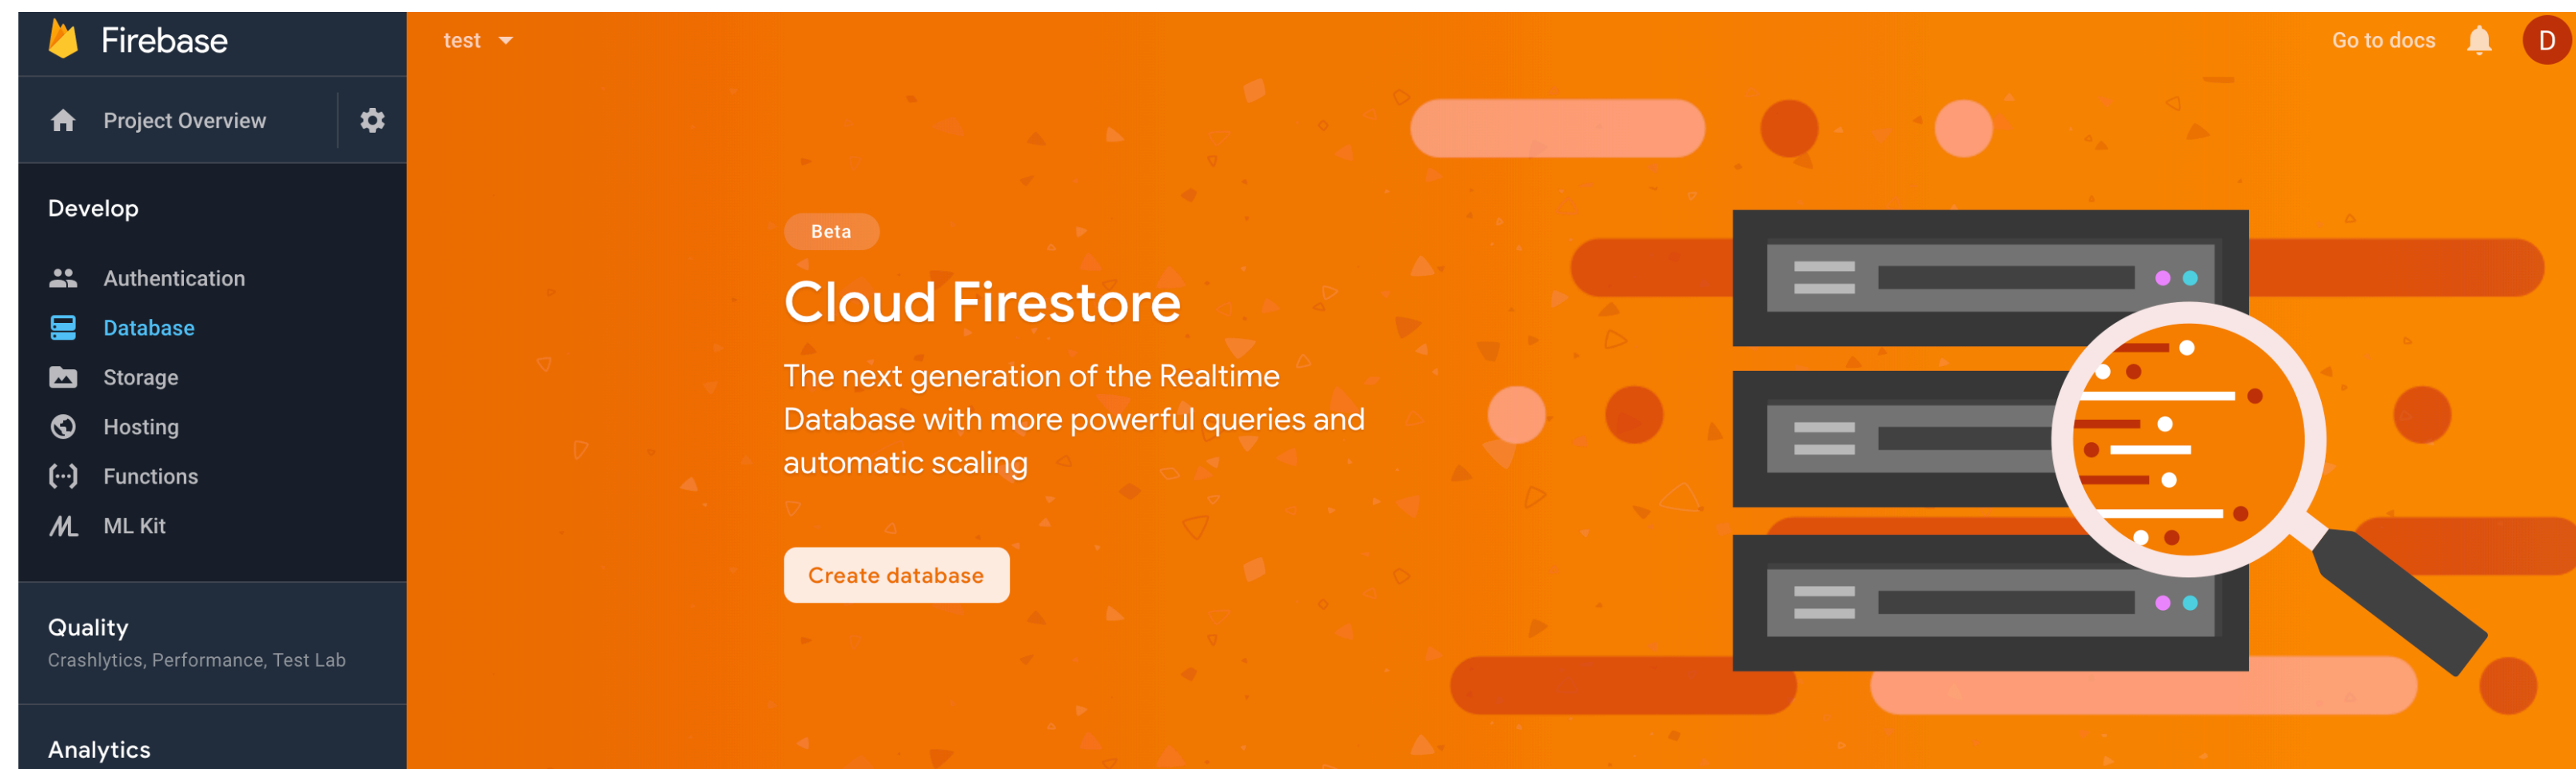 Firebase
test
Go to docs
D
Project Overview
Develop
Authentication
Database
Storage
Hosting
Functions
ML Kit
Quality
Crashlytics, Performance, Test Lab
Analytics
Beta
Cloud Firestore
The next generation of the Realtime
Database with more powerful queries and
automatic scaling
Create database